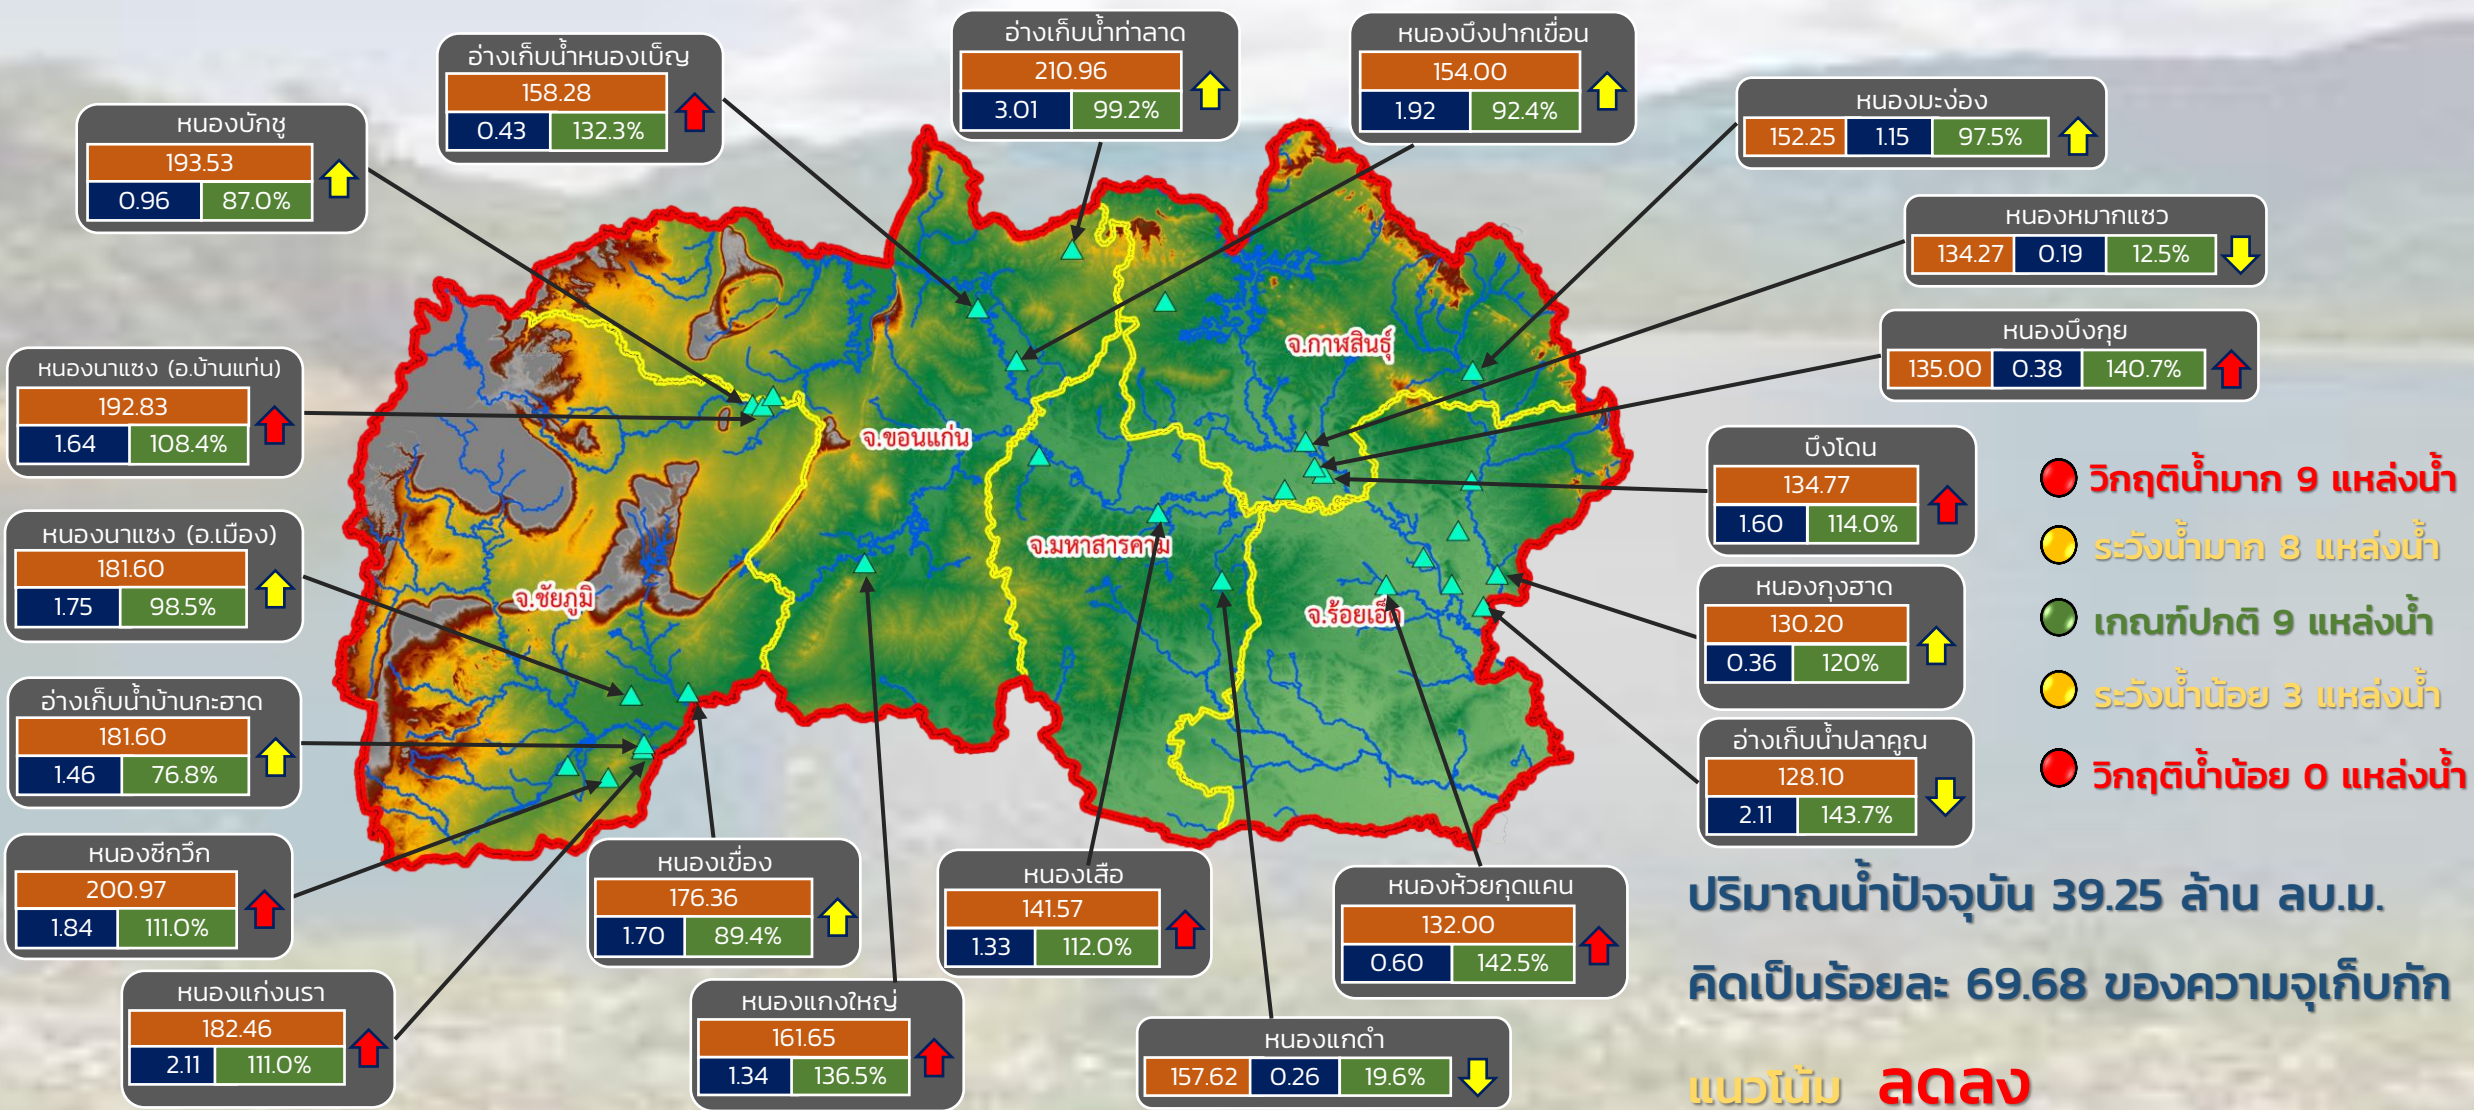 อ่างเก็บน้ำท่าลาด
210.96
3.01 99.2%
หนองบึงปากเขื่อน
154.00
1.92 92.4%
อ่างเก็บน้ำหนองเบ็ญ
158.28
0.43 132.3%
หนองมะง่อง
152.25 1.15 97.5%
หนองบักชู
193.53
0.96 87.0%
หนองหมากแซว
134.27 0.19 12.5%
หนองบึงกุย
135.00 0.38 140.7%
หนองนาแซง (อ.บ้านแท่น)
192.83
1.64 108.4%
จ.กาฬสินธุ์
จ.ขอนแก่น
จ.มหาสารคาม
จ.ชัยภูมิ
จ.ร้อยเอ็ด
บึงโดน
134.77
1.60 114.0%
วิกฤติน้ำมาก 9 แหล่งน้ำ
ระวังน้ำมาก 8 แหล่งน้ำ
เกณฑ์ปกติ 9 แหล่งน้ำ
ระวังน้ำน้อย 3 แหล่งน้ำ
วิกฤติน้ำน้อย 0 แหล่งน้ำ
หนองนาแซง (อ.เมือง)
181.60
1.75 98.5%
หนองกุงฮาด
130.20
0.36 120%
อ่างเก็บน้ำบ้านกะฮาด
181.60
1.46 76.8%
อ่างเก็บน้ำปลาคูณ
128.10
2.11 143.7%
หนองซีกวึก
200.97
1.84 111.0%
หนองเขื่อง
176.36
1.70 89.4%
หนองเสือ
141.57
1.33 112.0%
หนองห้วยกุดแคน
132.00
0.60 142.5%
หนองแก่งนรา
182.46
2.11 111.0%
หนองแกงใหญ่
161.65
1.34 136.5%
หนองแกดำ
157.62 0.26 19.6%
ปริมาณน้ำปัจจุบัน 39.25 ล้าน ลบ.ม.
คิดเป็นร้อยละ 69.68 ของความจุเก็บกัก
แนวโน้ม ลดลง